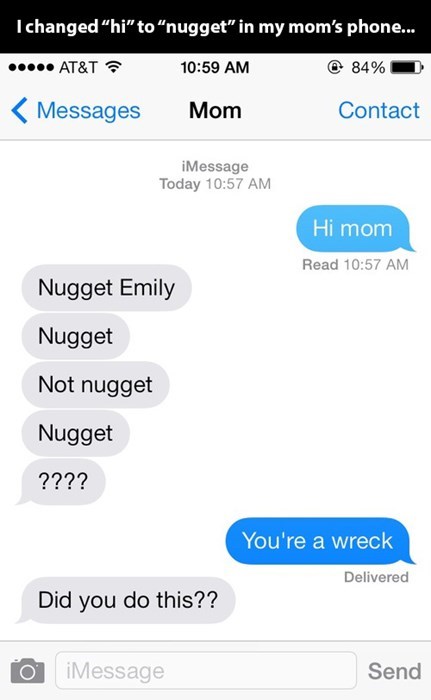 I changed “hi” to “nugget” in my mom’s phone...
AT&T 10:59 AM 84%
Messages Mom Contact
iMessage
Today 10:57 AM
Hi mom
Read 10:57 AM
Nugget Emily
Nugget
Not nugget
Nugget
????
You're a wreck
Delivered
Did you do this??
iMessage Send